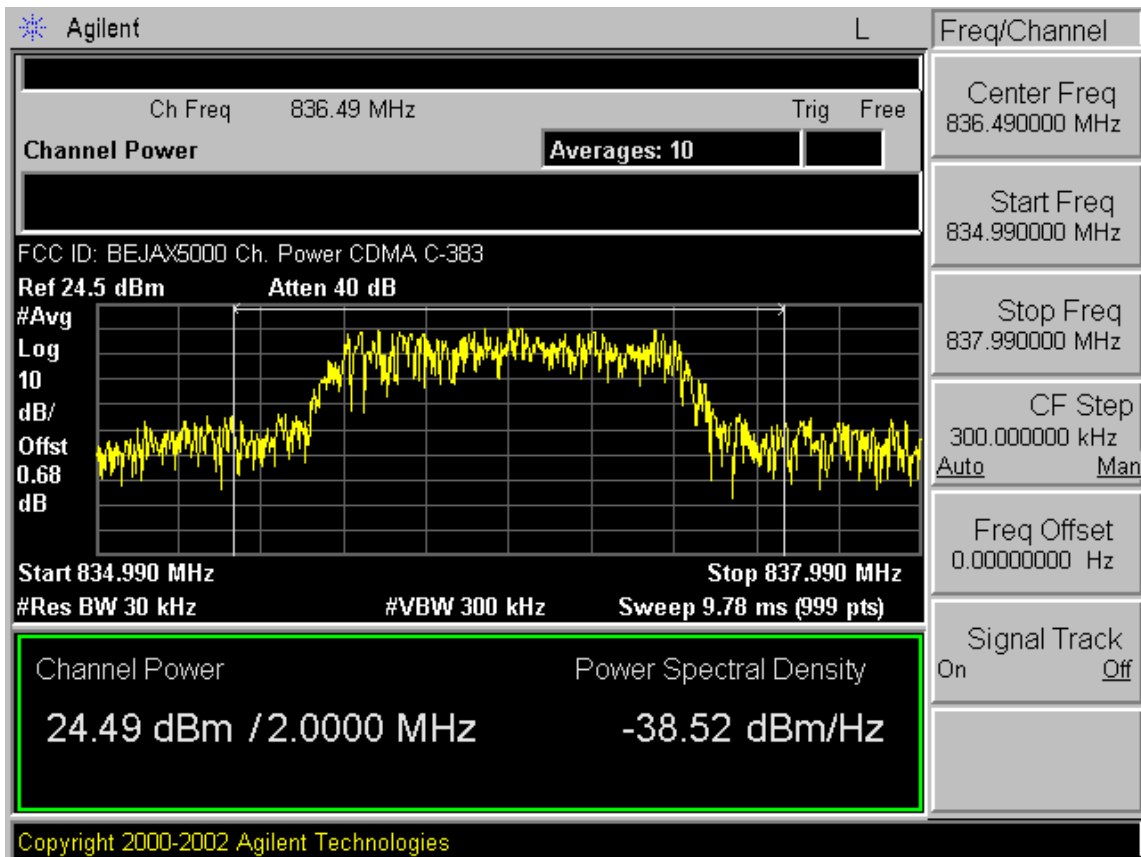 Agilent L
Ch Freq 836.49 MHz Trig Free
Channel Power Averages: 10
FCC ID: BEJAX5000 Ch. Power CDMA C-383
Ref 24.5 dBm Atten 40 dB
#Avg
Log
10
dB/
Offst
0.68
dB
Start 834.990 MHz Stop 837.990 MHz
#Res BW 30 kHz #VBW 300 kHz Sweep 9.78 ms (999 pts)
Channel Power Power Spectral Density
24.49 dBm / 2.0000 MHz -38.52 dBm/Hz
Copyright 2000-2002 Agilent Technologies
Freq/Channel
Center Freq
836.490000 MHz
Start Freq
834.990000 MHz
Stop Freq
837.990000 MHz
CF Step
300.000000 kHz
Auto Man
Freq Offset
0.00000000 Hz
Signal Track
On Off